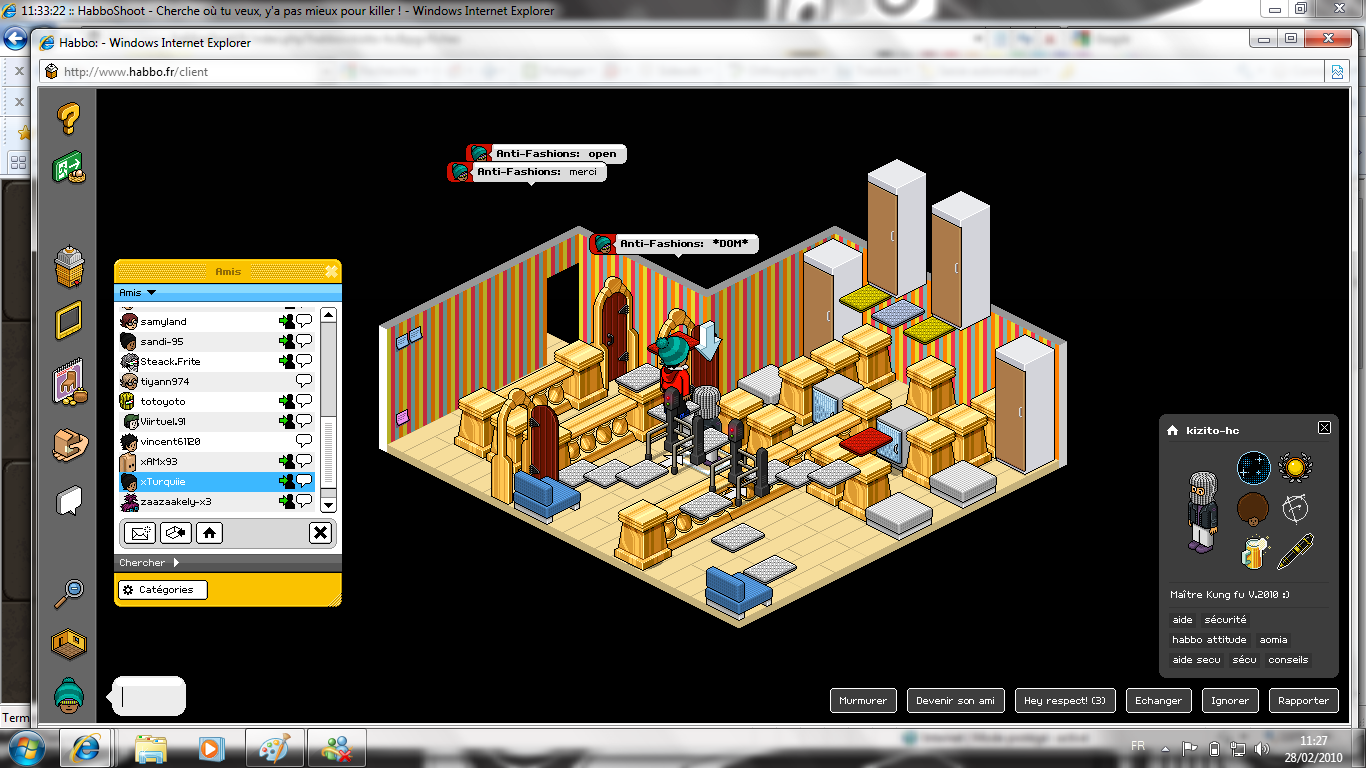 11:33:22 :: HabboShoot - Cherche où tu veux, y'a pas mieux pour killer ! - Windows Internet Explorer
Habbo: - Windows Internet Explorer
http://www.habbo.fr/client
Anti-Fashions: open
Anti-Fashions: merci
Anti-Fashions: *DOM*
Amis
Amis
samyland
sandi-95
Steack.Frite
tiyann974
totoyoto
Viirtuel.91
vincent61120
xAMx93
xTurquiie
zaazaakely-x3
Chercher
Catégories
kizito-hc
Maître Kung fu V.2010 :)
aide sécurité
habbo attitude aomia
aide secu sécu conseils
Murmurer Devenir son ami Hey respect! (3) Echanger Ignorer Rapporter
Term
FR
11:27
28/02/2010